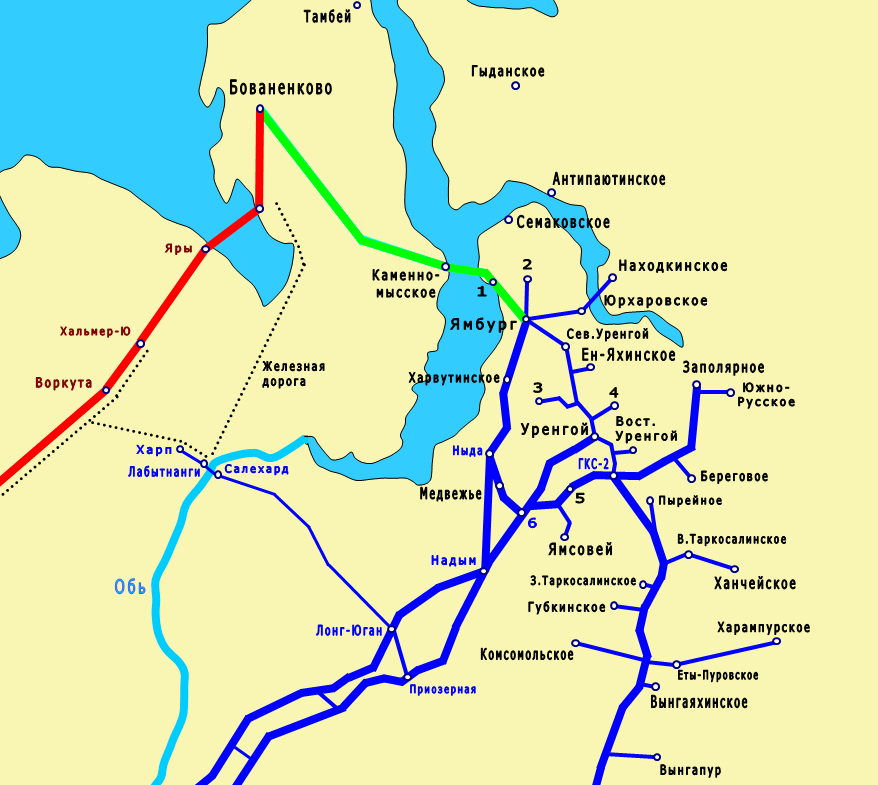 Тамбей
Гыданское
Бованенково
Антипаютинское
Семаковское
Яры
Каменно-
мысское
1
2
Находкинское
Юрхаровское
Ямбург
Хальмер-Ю
Сев.Уренгой
Ен-Яхинское
Железная
дорога
Заполярное
Воркута
Харвутинское
3
4
Южно-
Русское
Уренгой
Вост.
Уренгой
Харп
Лабытнанги
Салехард
Ныда
ГКС-2
Береговое
Медвежье
5
Пырейное
6
Ямсовей
В.Таркосалинское
Надым
Ханчейское
З.Таркосалинское
Обь
Губкинское
Лонг-Юган
Харампурское
Комсомольское
Еты-Пуровское
Приозерная
Вынгаяхинское
Вынгапур